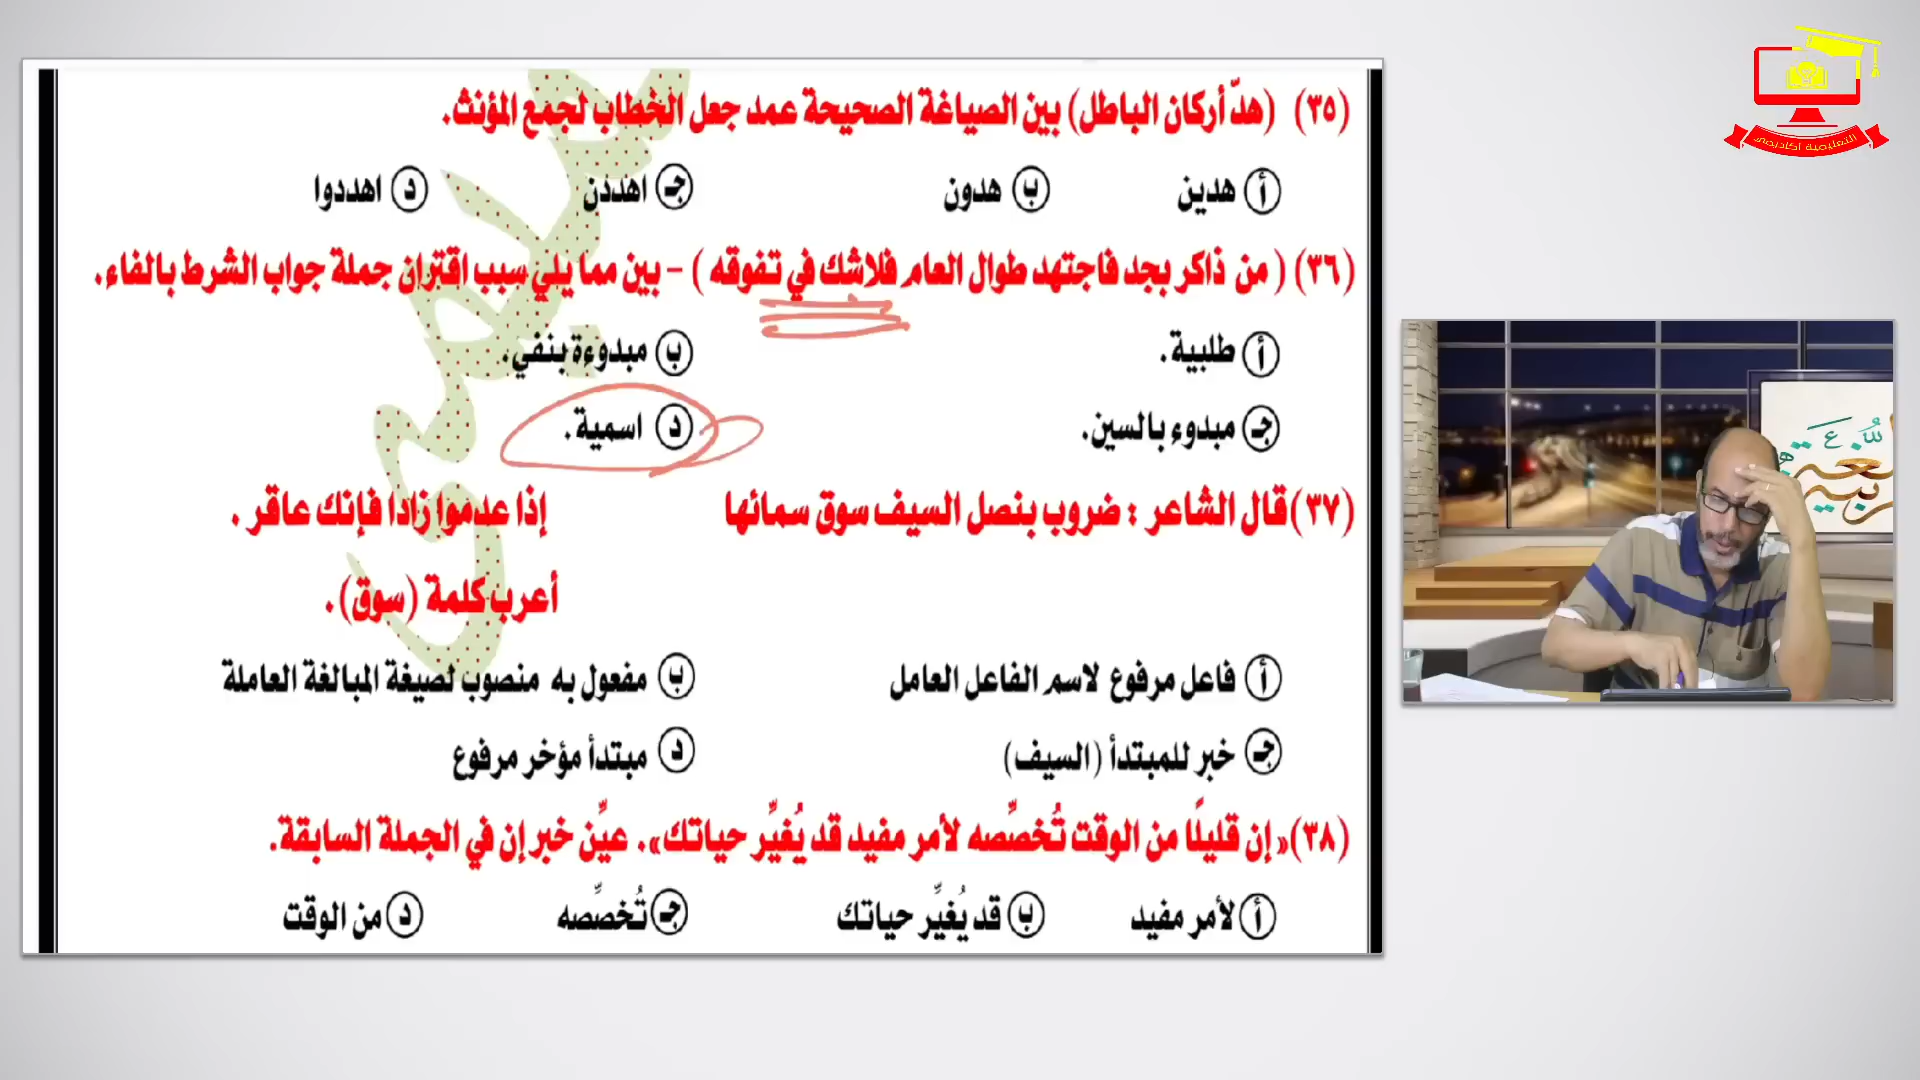 (٣٥) (هدّ أركان الباطل) بين الصياغة الصحيحة عمد جعل الخطاب لجمع المؤنث.
أ هدين ب هدون ج اهددن د اهددوا
(٣٦) ( من ذاكر بجد فاجتهد طوال العام فلاشك في تفوقه ) – بين مما يلي سبب اقتران جملة جواب الشرط بالفاء.
أ طلبية. ب مبدوءة بنفي.
ج مبدوء بالسين. د اسمية.
(٣٧) قال الشاعر : ضروب بنصل السيف سوق سمائها إذا عدموا زادا فإنك عاقر .
أعرب كلمة (سوق).
أ فاعل مرفوع لاسم الفاعل العامل ب مفعول به منصوب لصيغة المبالغة العاملة
ج خبر للمبتدأ (السيف) د مبتدأ مؤخر مرفوع
(٣٨) «إن قليلًا من الوقت تُخصِّصه لأمر مفيد قد يُغيِّر حياتك». عيِّن خبر إن في الجملة السابقة.
أ لأمر مفيد ب قد يُغيِّر حياتك ج تُخصِّصه د من الوقت
التعليمية اكاديمي